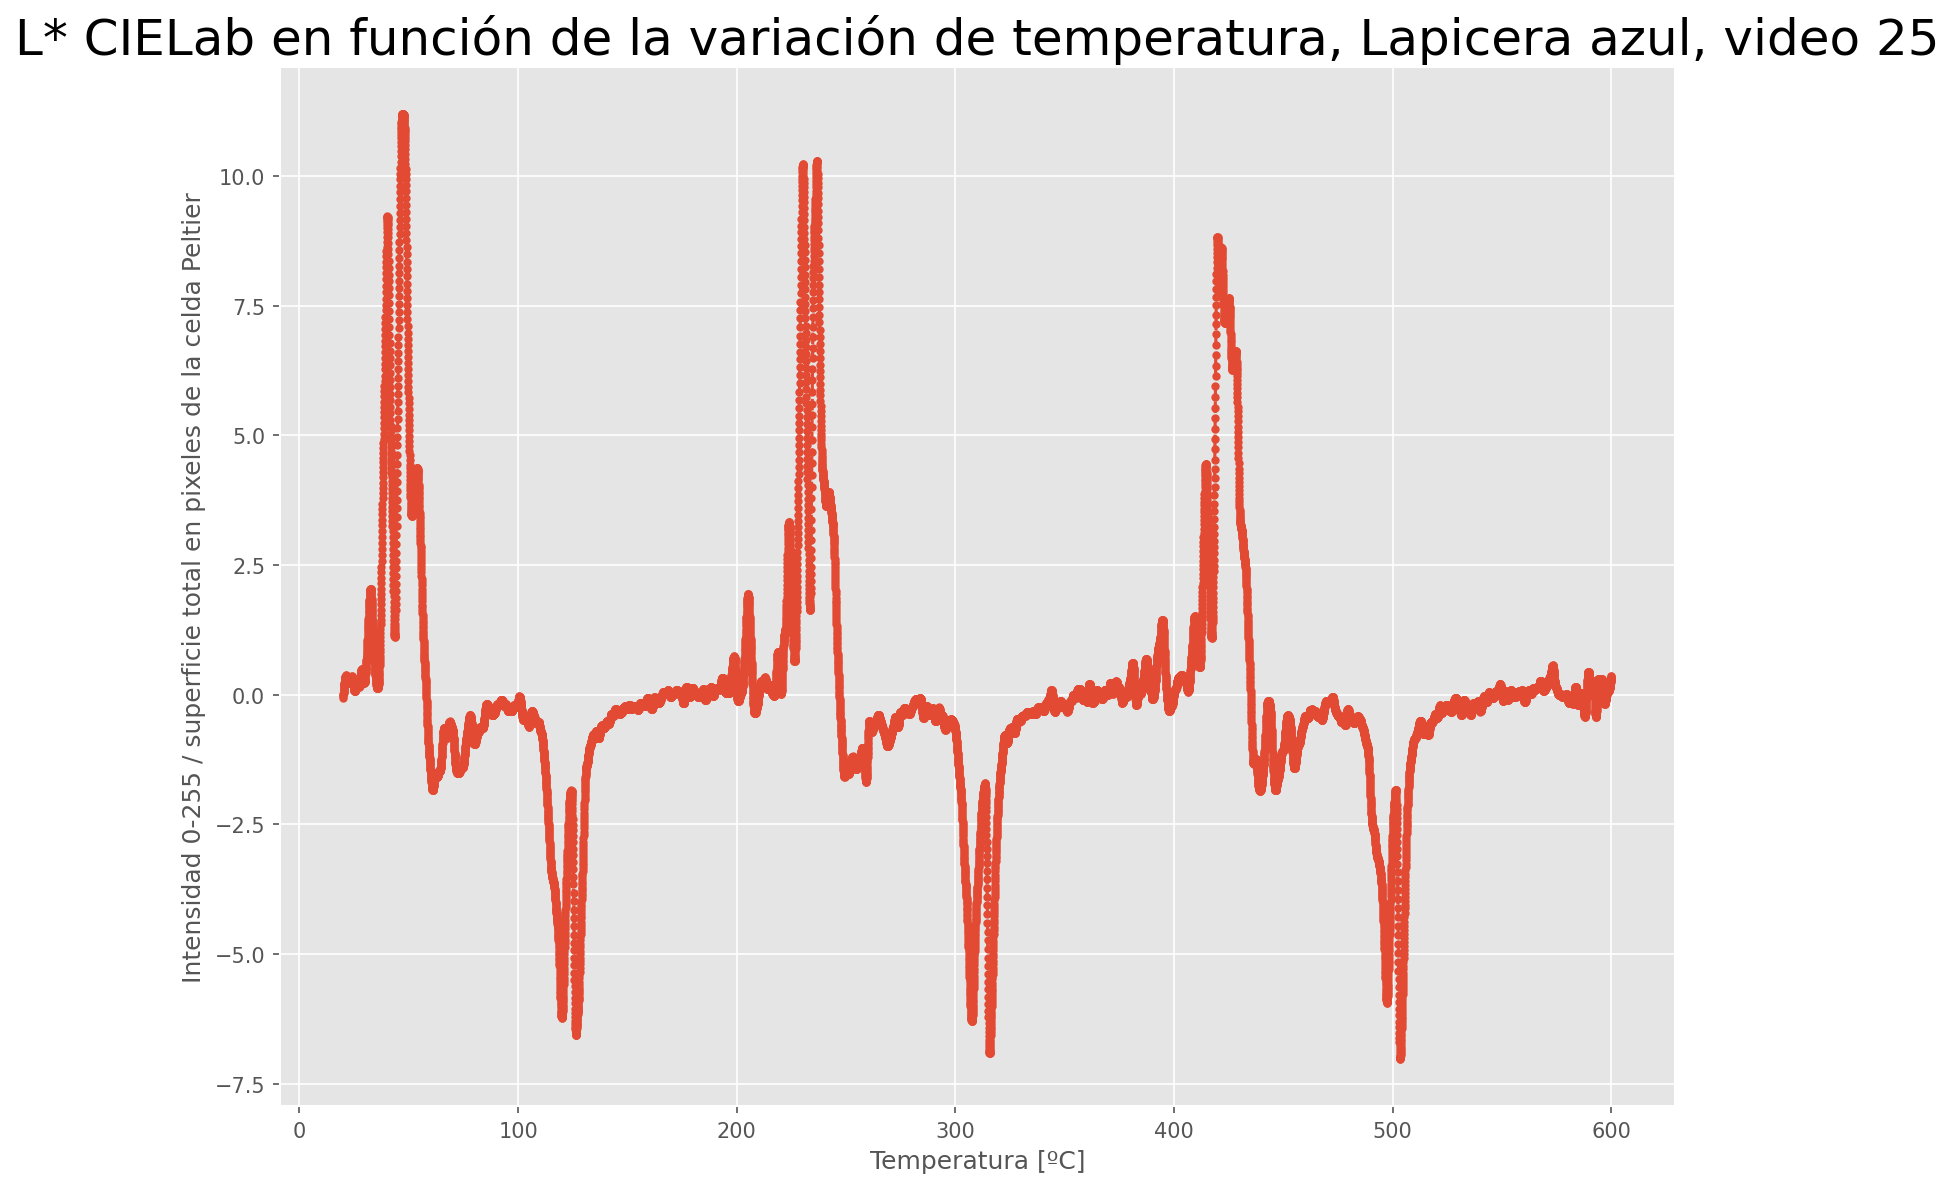 L* CIELab en función de la variación de temperatura, Lapicera azul, video 25
Intensidad 0-255 / superficie total en pixeles de la celda Peltier
10.0
7.5
5.0
2.5
0.0
−2.5
−5.0
−7.5
0 100 200 300 400 500 600
Temperatura [ºC]